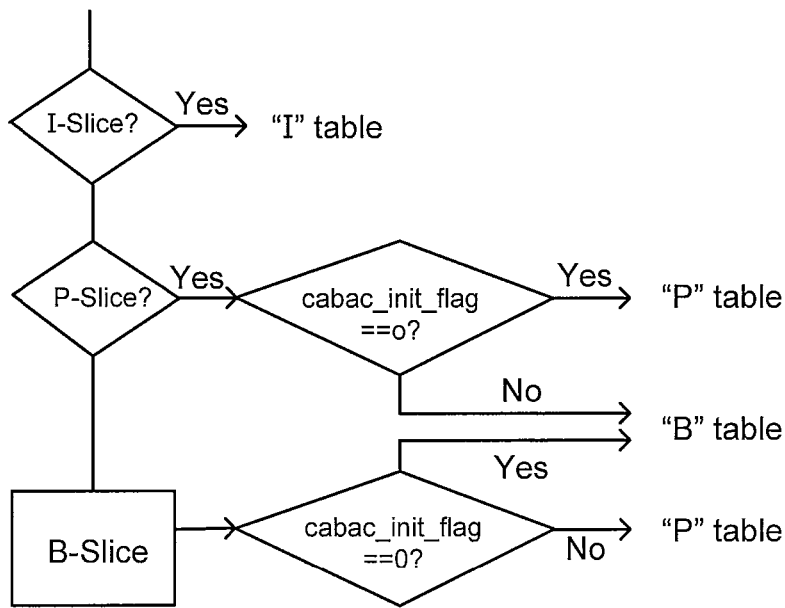 Yes
I-Slice?
“I” table
P-Slice?
Yes
cabac_init_flag
==o?
Yes
“P” table
No
“B” table
Yes
B-Slice
cabac_init_flag
==0?
No
“P” table